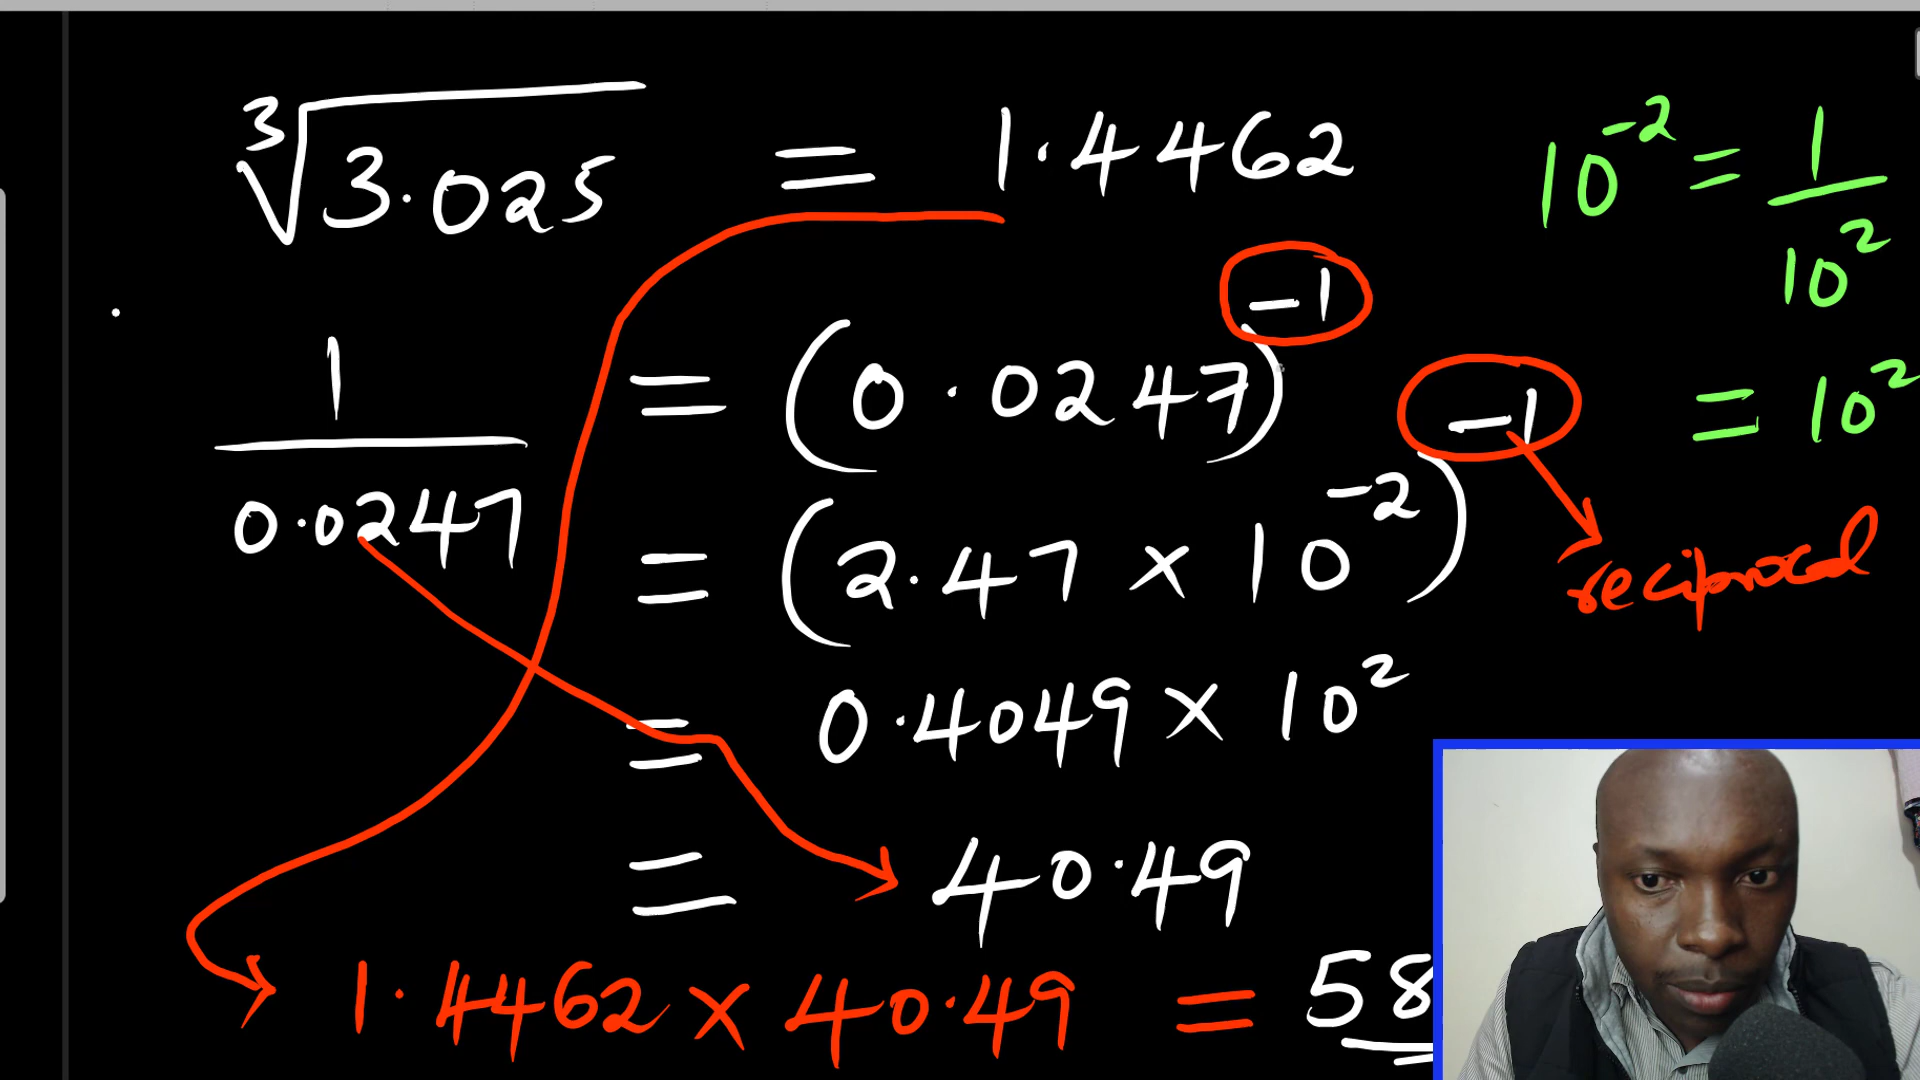 ∛3.025 = 1.4462
1/0.0247 = (0.0247)^-1
= (2.47 × 10^-2)^-1
reciprocal
= 0.4049 × 10^2
= 40.49
1.4462 × 40.49 = 58
10^-2 = 1/10^2
= 10^2